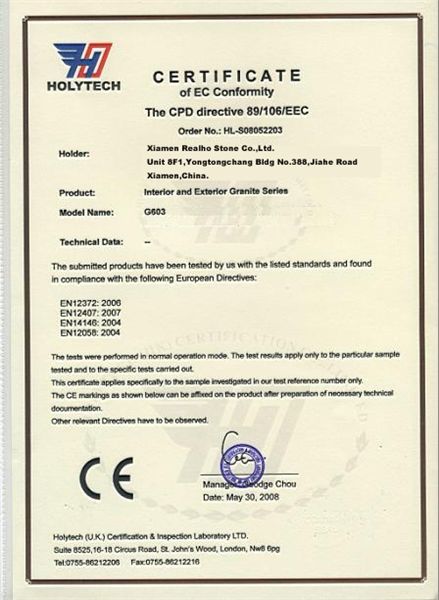 HOLYTECH
CERTIFICATE
of EC Conformity
The CPD directive 89/106/EEC
Order No.: HL-S08052203
Holder: Xiamen Realho Stone Co.,Ltd.
Unit 8F1,Yongtongchang Bldg No.388,Jiahe Road
Xiamen,China.
Product: Interior and Exterior Granite Series
Model Name: G603
Technical Data: --
The submitted products have been tested by us with the listed standards and found
in compliance with the following European Directives:
EN12372: 2006
EN12407: 2007
EN14146: 2004
EN12058: 2004
The tests were performed in normal operation mode. The test results apply only to the particular sample
tested and to the specific tests carried out.
This certificate applies specifically to the sample investigated in our test reference number only.
The CE markings as shown below can be affixed on the product after preparation of necessary technical
documentation.
Other relevant Directives have to be observed.
CE
Manager Chou
Date: May 30, 2008
Holytech (U.K.) Certification & Inspection Laboratory LTD.
Suite 8525,16-18 Circus Road, St. John's Wood, London, Nw8 6pg
Tel:0755-86212206 Fax:0755-86212216